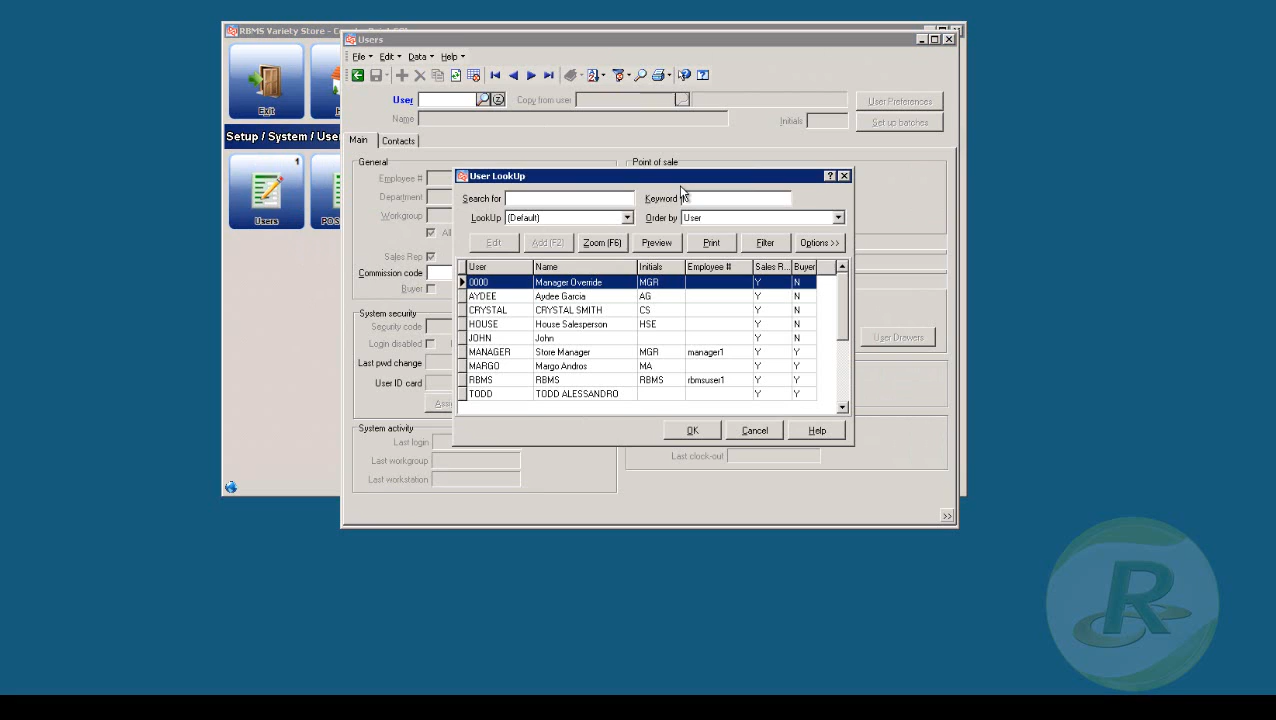 RBMS Variety Store - C
Users
File Edit Data Help
User Copy from user User Preferences
Name Initials Set up batches
Exit
Setup / System / User
Main Contacts
1
Users
POS
General Point of sale
Employee #
Department
Workgroup
Sales Rep
Commission code
Buyer
System security
Security code
Login disabled
Last pwd change
User ID card
User Drawers
System activity
Last login
Last workgroup Last clock-out
Last workstation
User LookUp
Search for Keyword
LookUp (Default) Order by User
Edit Add (F2) Zoom (F6) Preview Print Filter Options >>
User Name Initials Employee # Sales R... Buyer
0000 Manager Override MGR Y N
AYDEE Aydee Garcia AG Y N
CRYSTAL CRYSTAL SMITH CS Y N
HOUSE House Salesperson HSE Y N
JOHN John Y N
MANAGER Store Manager MGR manager1 Y Y
MARGO Margo Andros MA Y Y
RBMS RBMS RBMS rbmsuser1 Y Y
TODD TODD ALESSANDRO Y Y
OK Cancel Help
>>
R